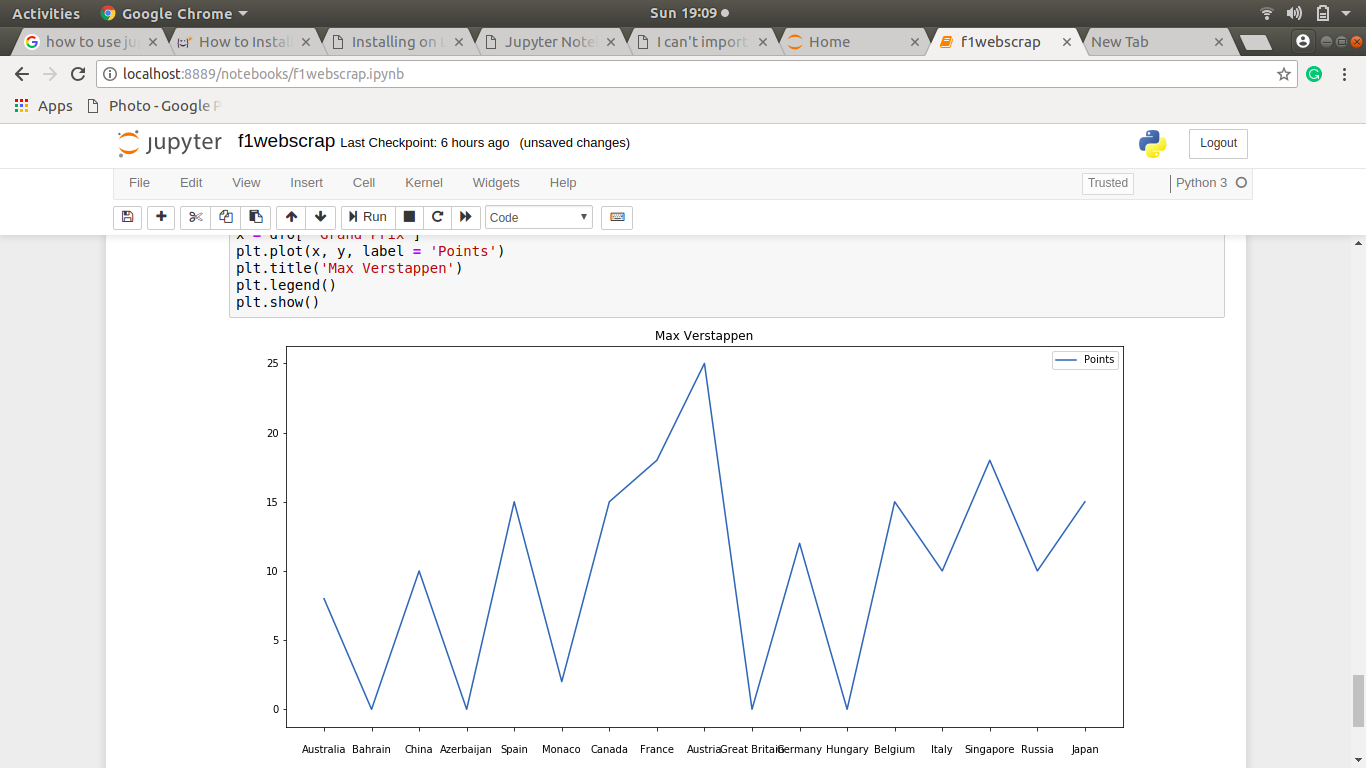 Activities Google Chrome Sun 19:09
how to use ju How to Instal Installing on Jupyter Note I can't import Home f1webscrap New Tab
localhost:8889/notebooks/f1webscrap.ipynb
Apps Photo - Google P
jupyter f1webscrap Last Checkpoint: 6 hours ago (unsaved changes) Logout
File Edit View Insert Cell Kernel Widgets Help Trusted Python 3
Run Code
plt.plot(x, y, label = 'Points')
plt.title('Max Verstappen')
plt.legend()
plt.show()
Max Verstappen
Points
25
20
15
10
5
0
Australia Bahrain China Azerbaijan Spain Monaco Canada France Austria Great Britain Germany Hungary Belgium Italy Singapore Russia Japan